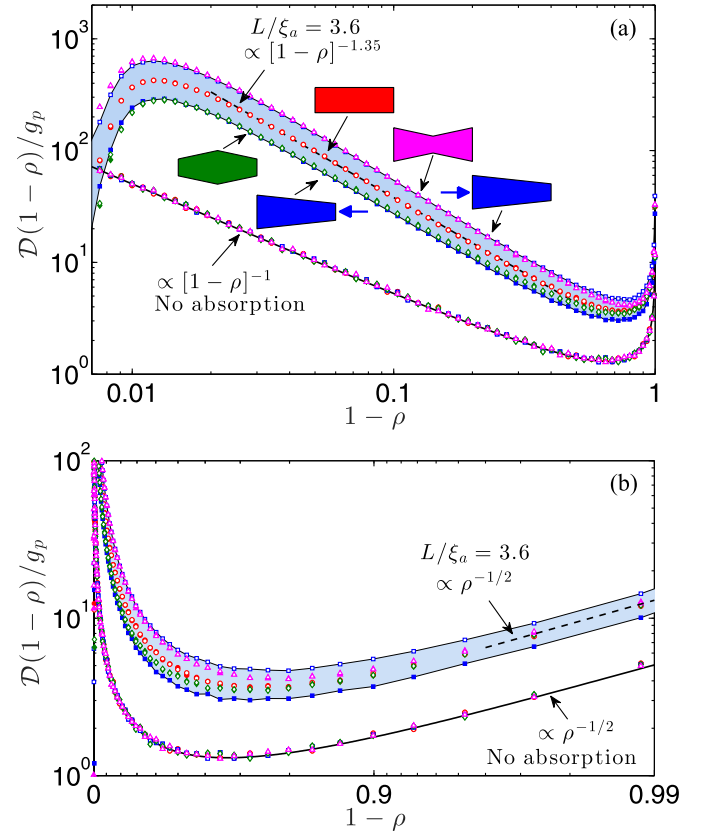 (a)
L/ξₐ = 3.6
∝ [1 − ρ]^−1.35
10^3
10^2
10^1
10^0
𝒟(1 − ρ)/g_p
∝ [1 − ρ]^−1
No absorption
0.01
0.1
1
1 − ρ
(b)
10^2
10^1
10^0
𝒟(1 − ρ)/g_p
L/ξₐ = 3.6
∝ ρ^−1/2
∝ ρ^−1/2
No absorption
0
0.9
0.99
1 − ρ